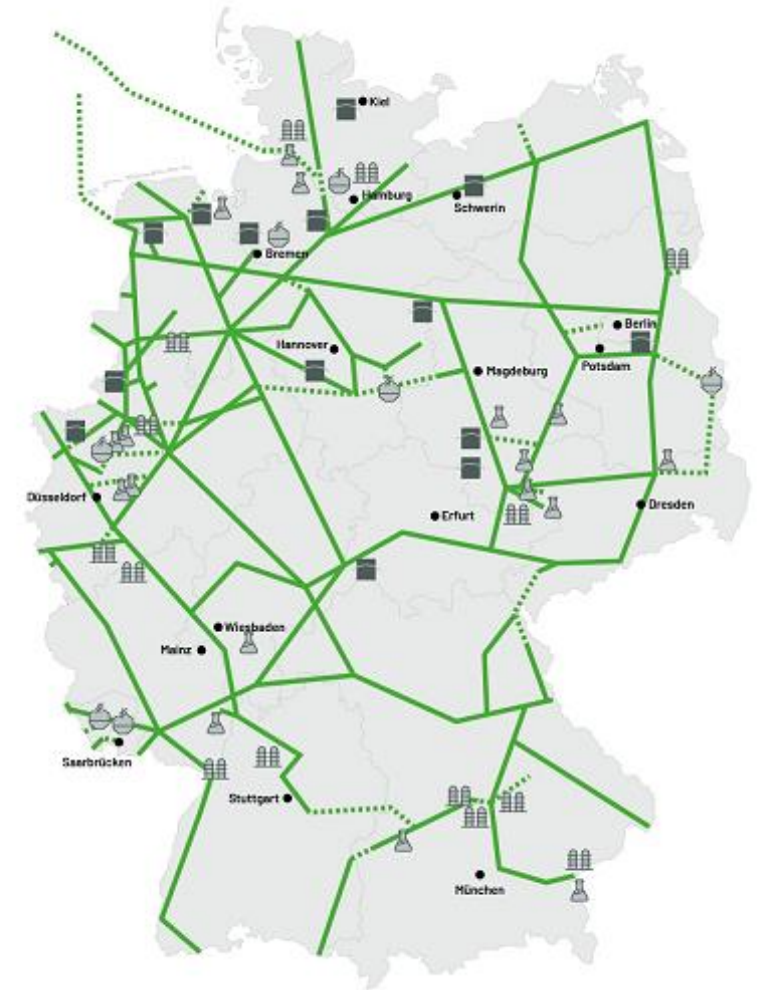 Kiel
Hamburg
Schwerin
Bremen
Berlin
Hannover
Potsdam
Magdeburg
Düsseldorf
Dresden
Erfurt
Wiesbaden
Mainz
Saarbrücken
Stuttgart
München